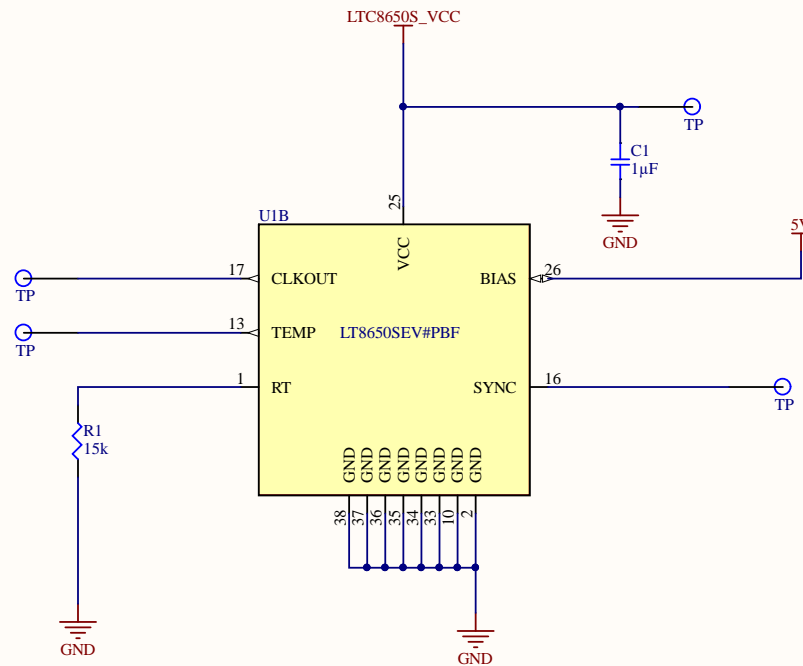 LTC8650S_VCC
TP
C1
1µF
GND
25
U1B
VCC
5V
17
CLKOUT
BIAS
26
TP
13
TEMP
LT8650SEV#PBF
TP
1
RT
SYNC
16
TP
R1
15k
GND
GND
GND
GND
GND
GND
GND
GND
38
37
36
35
34
33
10
2
GND
GND